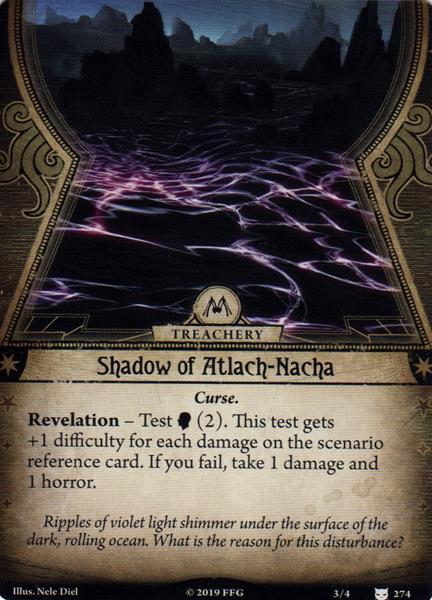 TREACHERY
Shadow of Atlach-Nacha
Curse.
Revelation – Test (2). This test gets
+1 difficulty for each damage on the scenario
reference card. If you fail, take 1 damage and
1 horror.
Ripples of violet light shimmer under the surface of the
dark, rolling ocean. What is the reason for this disturbance?
Illus. Nele Diel © 2019 FFG 3/4 274